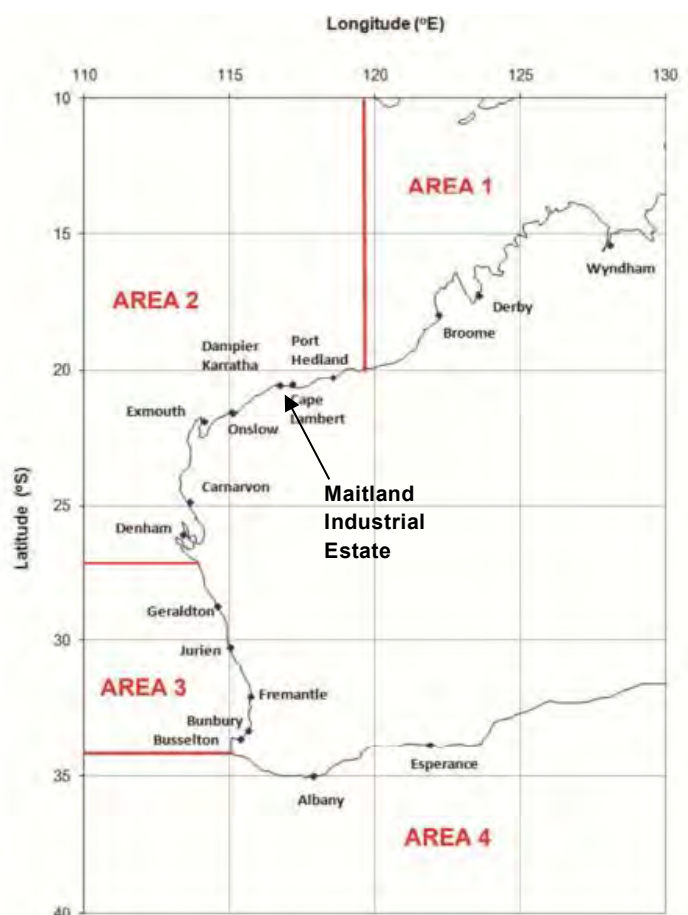 Longitude (ºE)
110 115 120 125 130
10
AREA 1
15
Wyndham
AREA 2
Derby
Broome
Port
Dampier
Hedland
Karratha
20
Exmouth
Cape
Onslow
Lambert
Latitude (ºS)
Maitland
Industrial
Estate
Carnarvon
25
Denham
Geraldton
30
Jurien
AREA 3
Fremantle
Bunbury
Busselton
Esperance
35
Albany
AREA 4
40